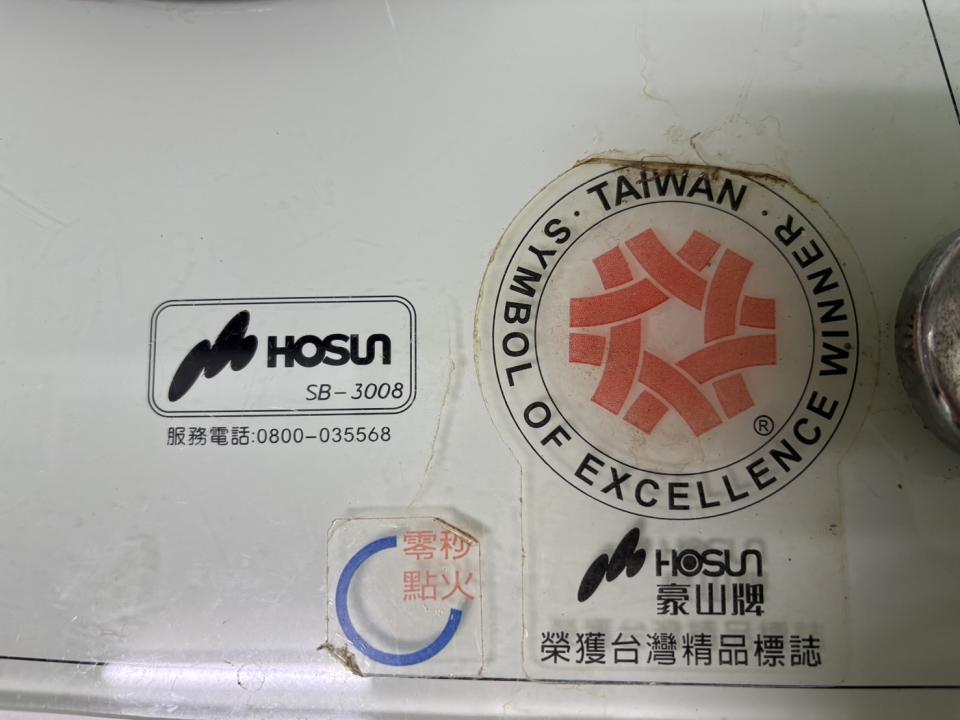 HOSUN
SB-3008
服務電話:0800-035568
零秒
點火
· TAIWAN ·
SYMBOL OF EXCELLENCE WINNER
®
HOSUN
豪山牌
榮獲台灣精品標誌